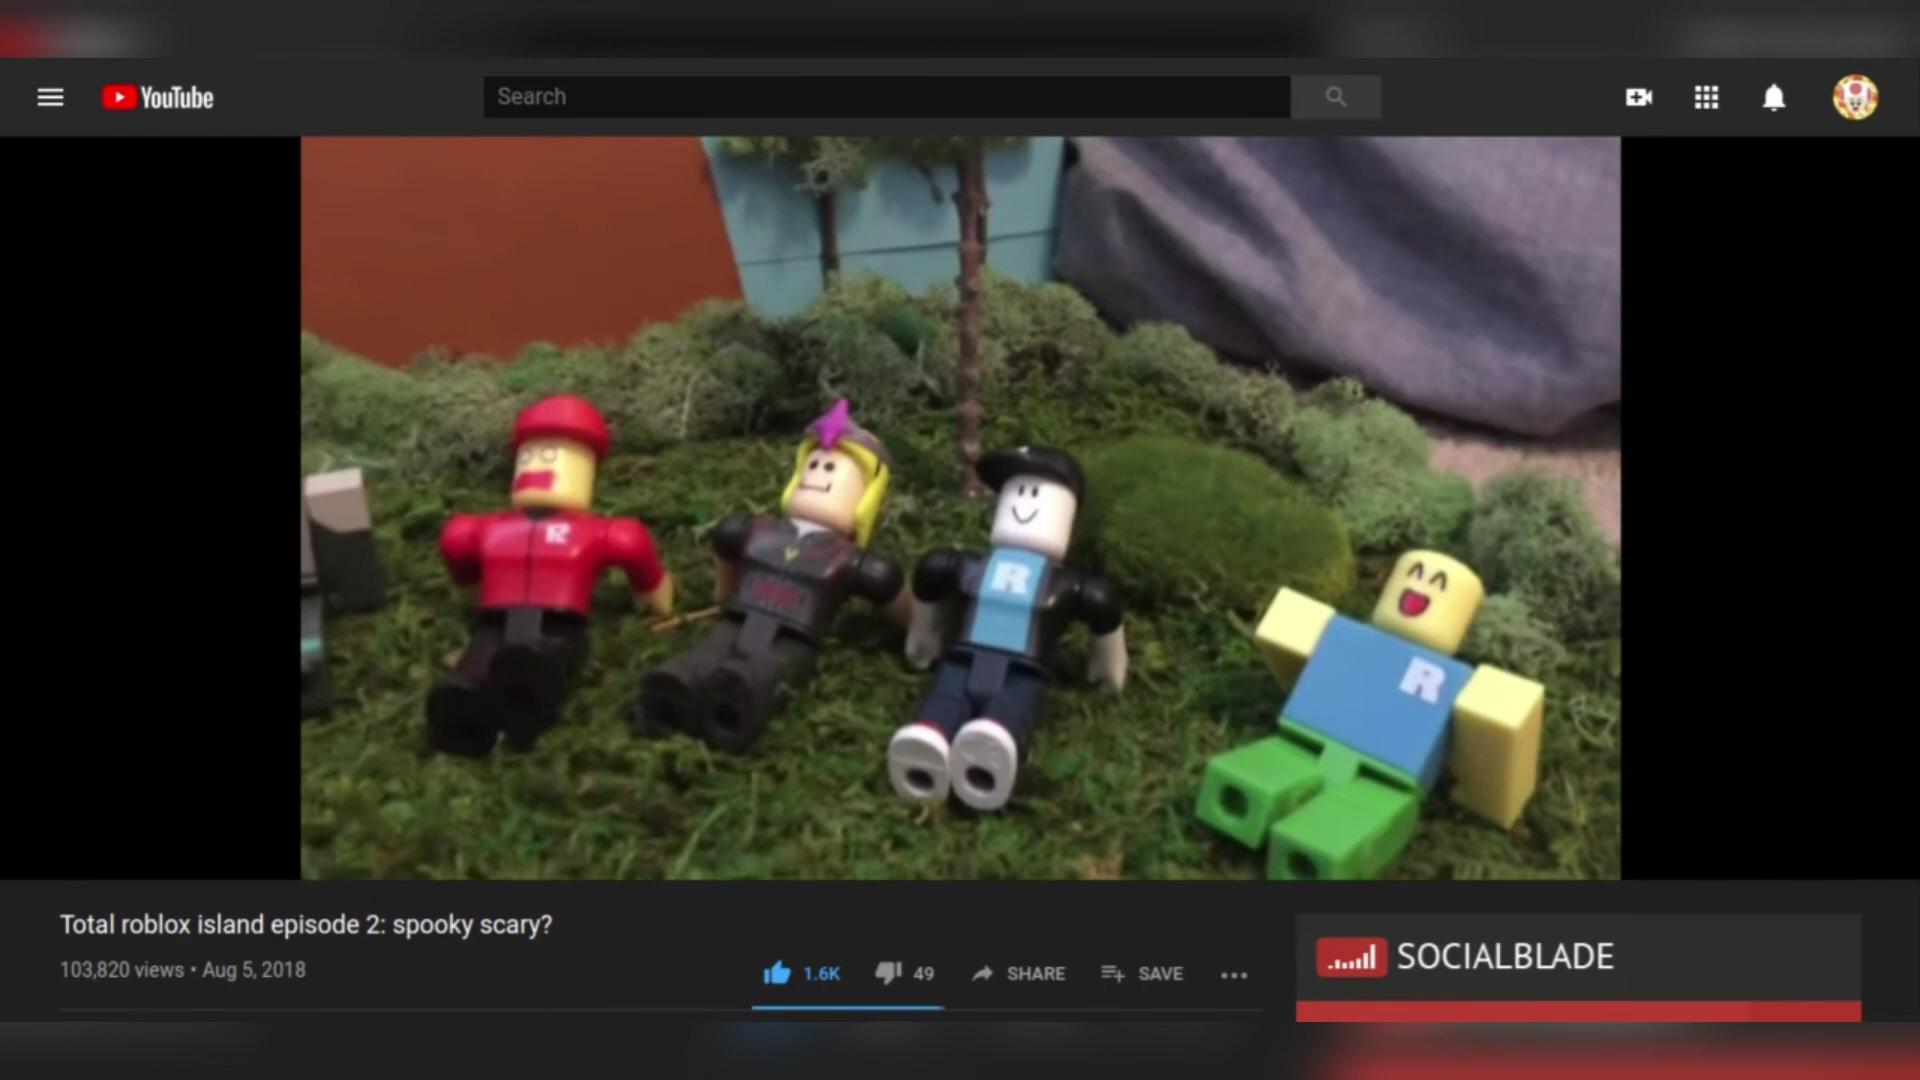 YouTube
Search
R
R
R
Total roblox island episode 2: spooky scary?
103,820 views • Aug 5, 2018
1.6K
49
SHARE
SAVE
SOCIALBLADE